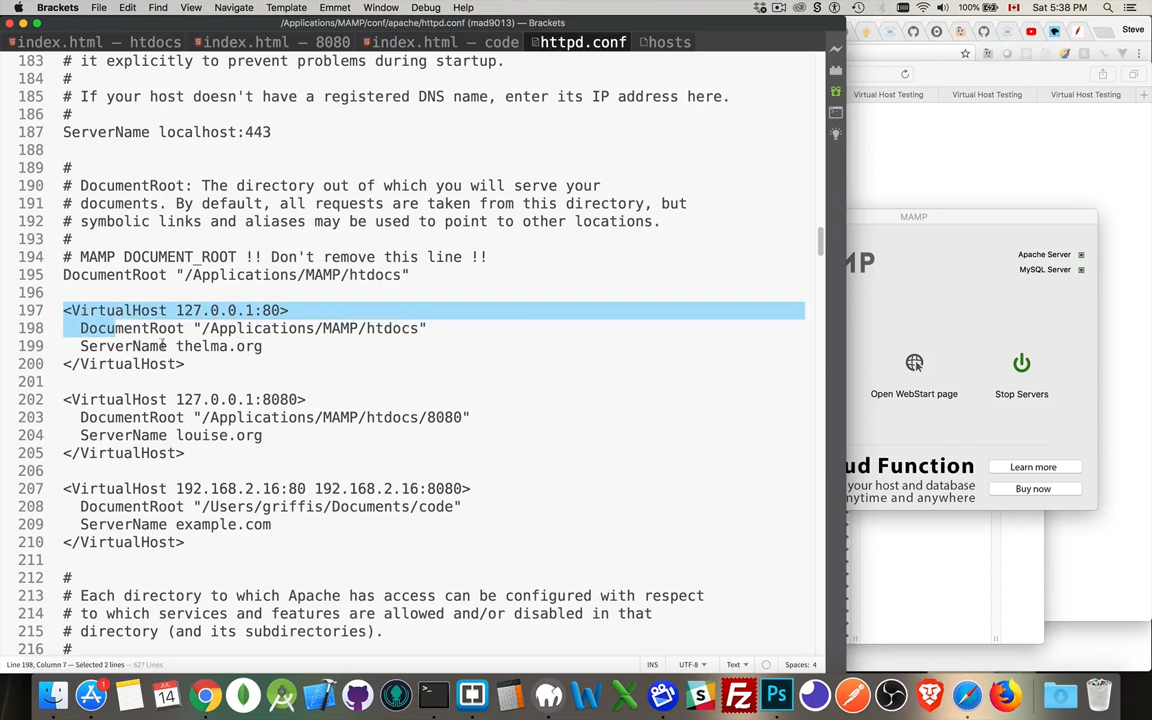 Brackets File Edit Find View Navigate Template Emmet Window Debug Help
100% Sat 5:38 PM
/Applications/MAMP/conf/apache/httpd.conf (mad9013) — Brackets
index.html — htdocs index.html — 8080 index.html — code httpd.conf hosts
Steve
183 # it explicitly to prevent problems during startup.
184 #
185 # If your host doesn't have a registered DNS name, enter its IP address here.
186 #
187 ServerName localhost:443
188
189 #
190 # DocumentRoot: The directory out of which you will serve your
191 # documents. By default, all requests are taken from this directory, but
192 # symbolic links and aliases may be used to point to other locations.
193 #
194 # MAMP DOCUMENT_ROOT !! Don't remove this line !!
195 DocumentRoot "/Applications/MAMP/htdocs"
196
197 <VirtualHost 127.0.0.1:80>
198 DocumentRoot "/Applications/MAMP/htdocs"
199 ServerName thelma.org
200 </VirtualHost>
201
202 <VirtualHost 127.0.0.1:8080>
203 DocumentRoot "/Applications/MAMP/htdocs/8080"
204 ServerName louise.org
205 </VirtualHost>
206
207 <VirtualHost 192.168.2.16:80 192.168.2.16:8080>
208 DocumentRoot "/Users/griffis/Documents/code"
209 ServerName example.com
210 </VirtualHost>
211
212 #
213 # Each directory to which Apache has access can be configured with respect
214 # to which services and features are allowed and/or disabled in that
215 # directory (and its subdirectories).
216 #
Line 198, Column 7 — Selected 2 lines — 627 Lines
INS UTF-8 Text Spaces: 4
Virtual Host Testing Virtual Host Testing Virtual Host Testing
MAMP
MP
Apache Server
MySQL Server
Open WebStart page
Stop Servers
ud Function
your host and database
nytime and anywhere
Learn more
Buy now
JUL
14